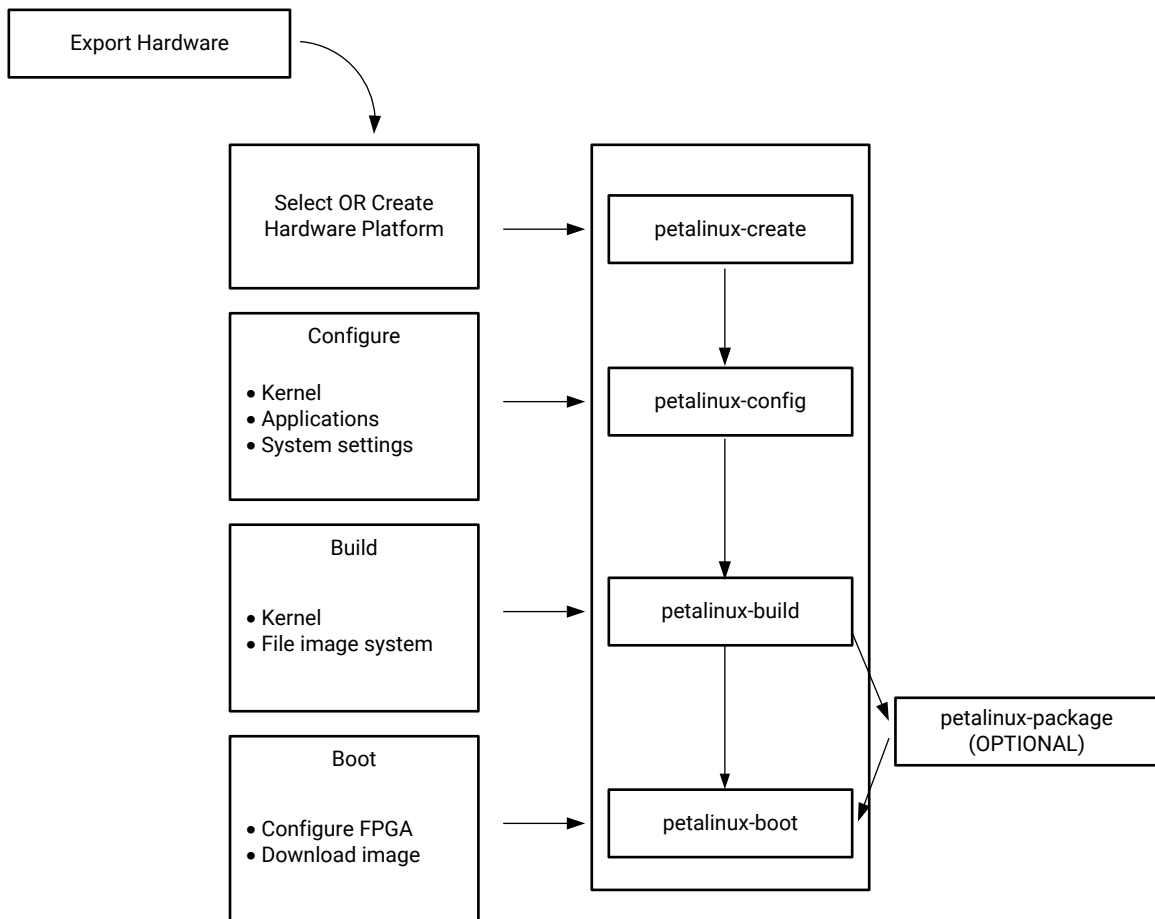 Export Hardware
Select OR Create
Hardware Platform
petalinux-create
Configure
• Kernel
• Applications
• System settings
petalinux-config
Build
• Kernel
• File image system
petalinux-build
petalinux-package
(OPTIONAL)
Boot
• Configure FPGA
• Download image
petalinux-boot